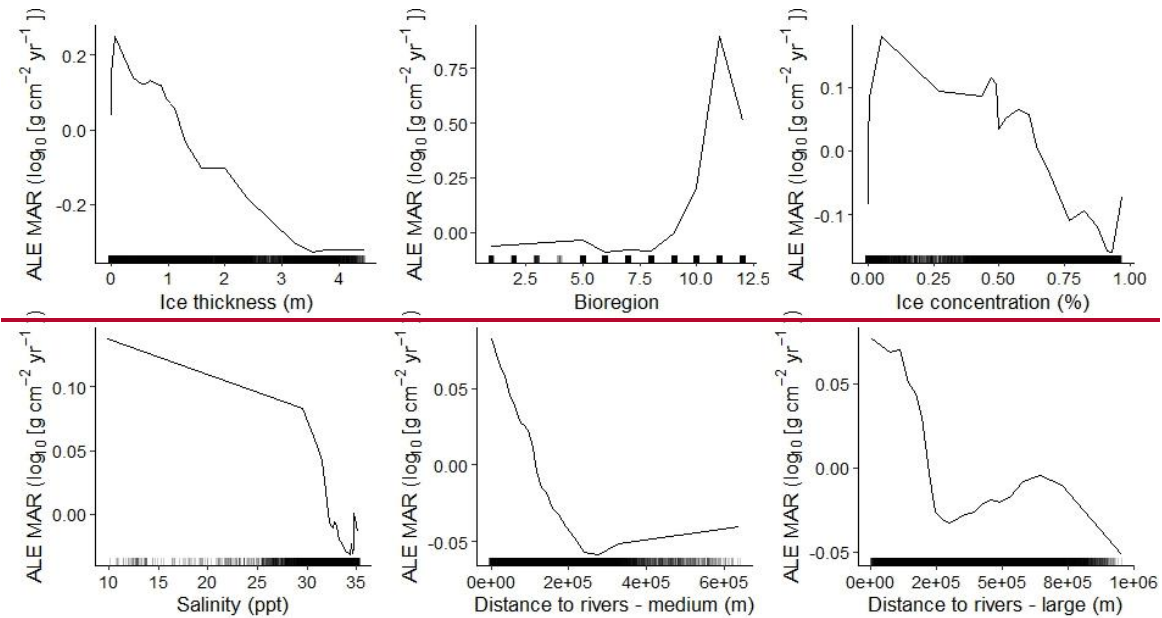 ALE MAR (log10 [g cm−2 yr−1 ])
0.2
0.0
-0.2
0 1 2 3 4
Ice thickness (m)
ALE MAR (log10 [g cm−2 yr−1 ])
0.75
0.50
0.25
0.00
2.5 5.0 7.5 10.0 12.5
Bioregion
ALE MAR (log10 [g cm−2 yr−1 ])
0.1
0.0
-0.1
0.00 0.25 0.50 0.75 1.00
Ice concentration (%)
ALE MAR (log10 [g cm−2 yr−1 ])
0.10
0.05
0.00
10 15 20 25 30 35
Salinity (ppt)
ALE MAR (log10 [g cm−2 yr−1 ])
0.05
0.00
-0.05
0e+00 2e+05 4e+05 6e+05
Distance to rivers - medium (m)
ALE MAR (log10 [g cm−2 yr−1 ])
0.05
0.00
-0.05
0e+00 2e+05 5e+05 8e+05 1e+06
Distance to rivers - large (m)